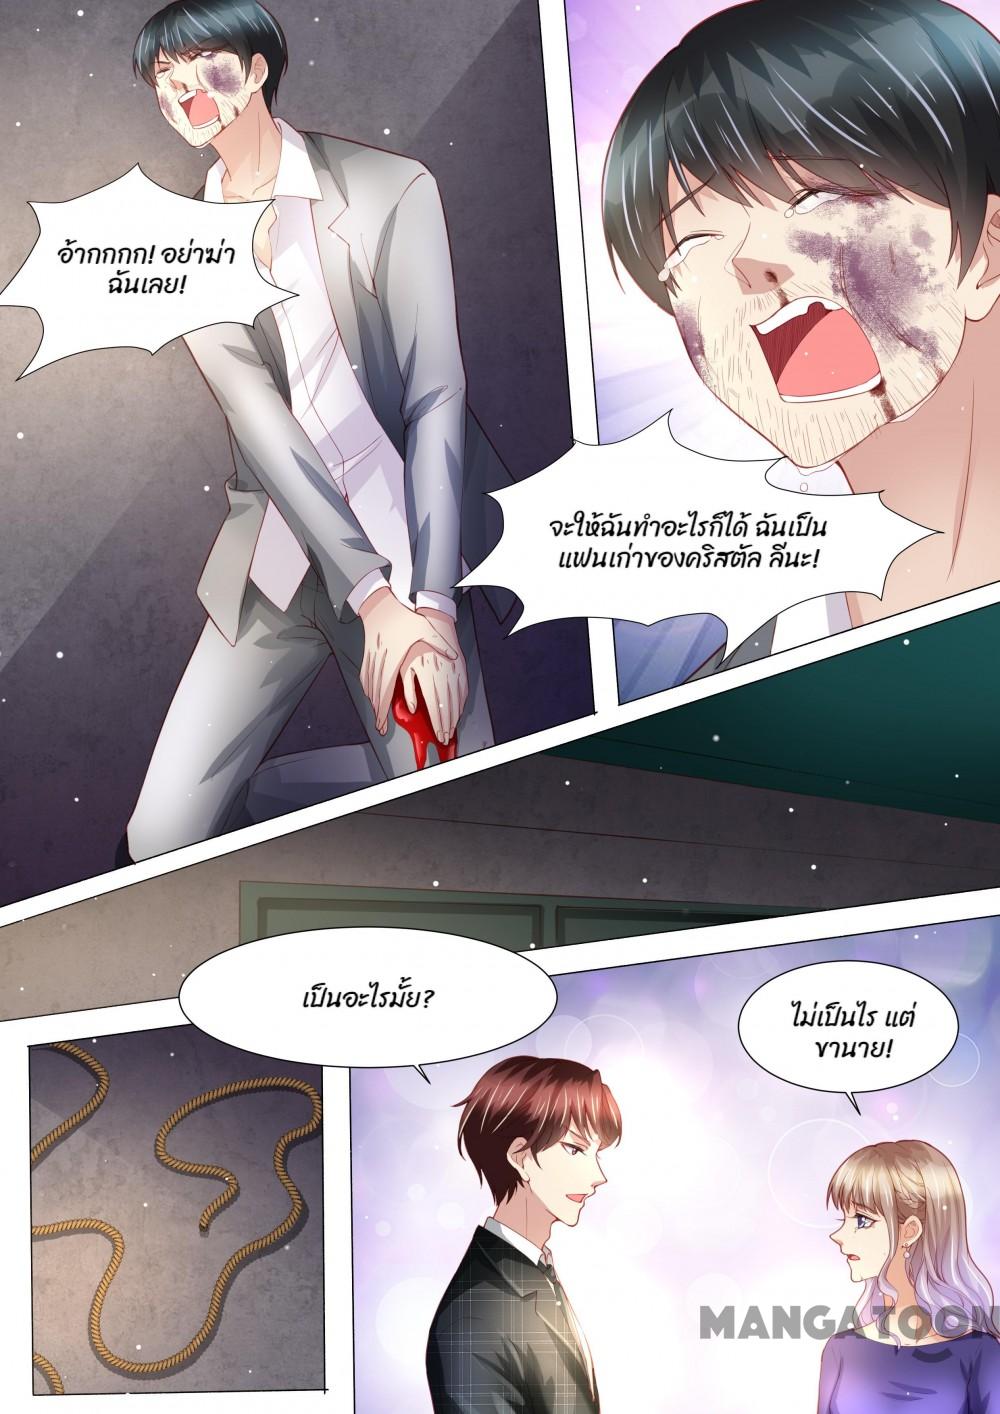 อ้ากกกก! อย่าฆ่า
ฉันเลย!
จะให้ฉันทำอะไรก็ได้ ฉันเป็น
แฟนเก่าของคริสตัล ลีนะ!
เป็นอะไรมั้ย?
ไม่เป็นไร แต่
ขานาย!
MANGATOON